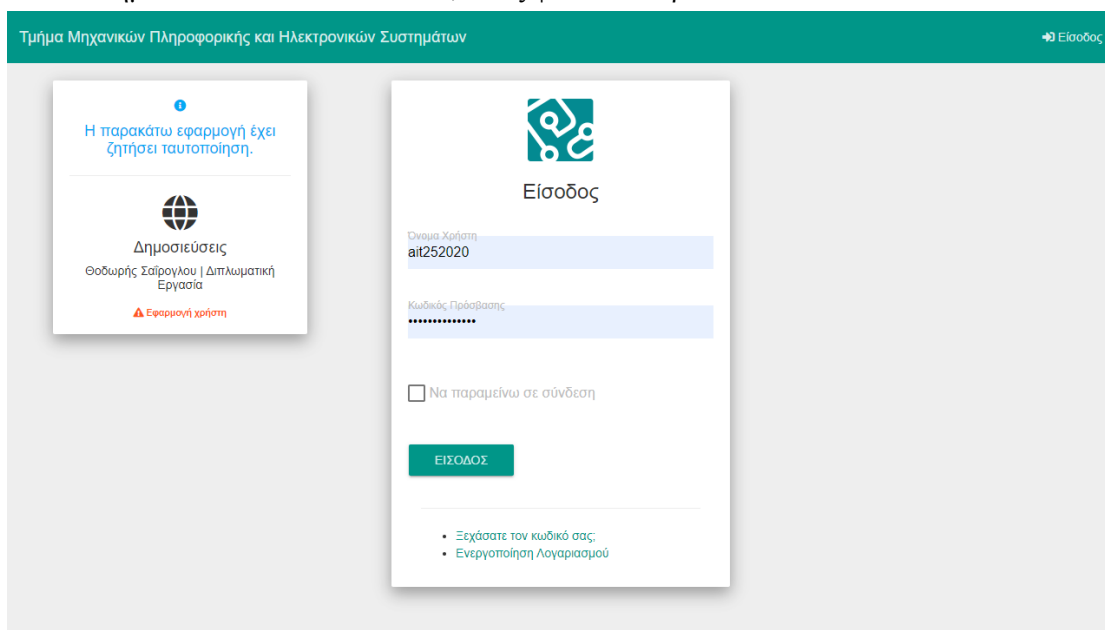 Τμήμα Μηχανικών Πληροφορικής και Ηλεκτρονικών Συστημάτων
Είσοδος
Η παρακάτω εφαρμογή έχει
ζητήσει ταυτοποίηση.
Δημοσιεύσεις
Θοδωρής Σαΐρογλου | Διπλωματική
Εργασία
Εφαρμογή χρήστη
Είσοδος
Όνομα Χρήστη
ait252020
Κωδικός Πρόσβασης
••••••••••••••
Να παραμείνω σε σύνδεση
ΕΙΣΟΔΟΣ
• Ξεχάσατε τον κωδικό σας;
• Ενεργοποίηση Λογαριασμού